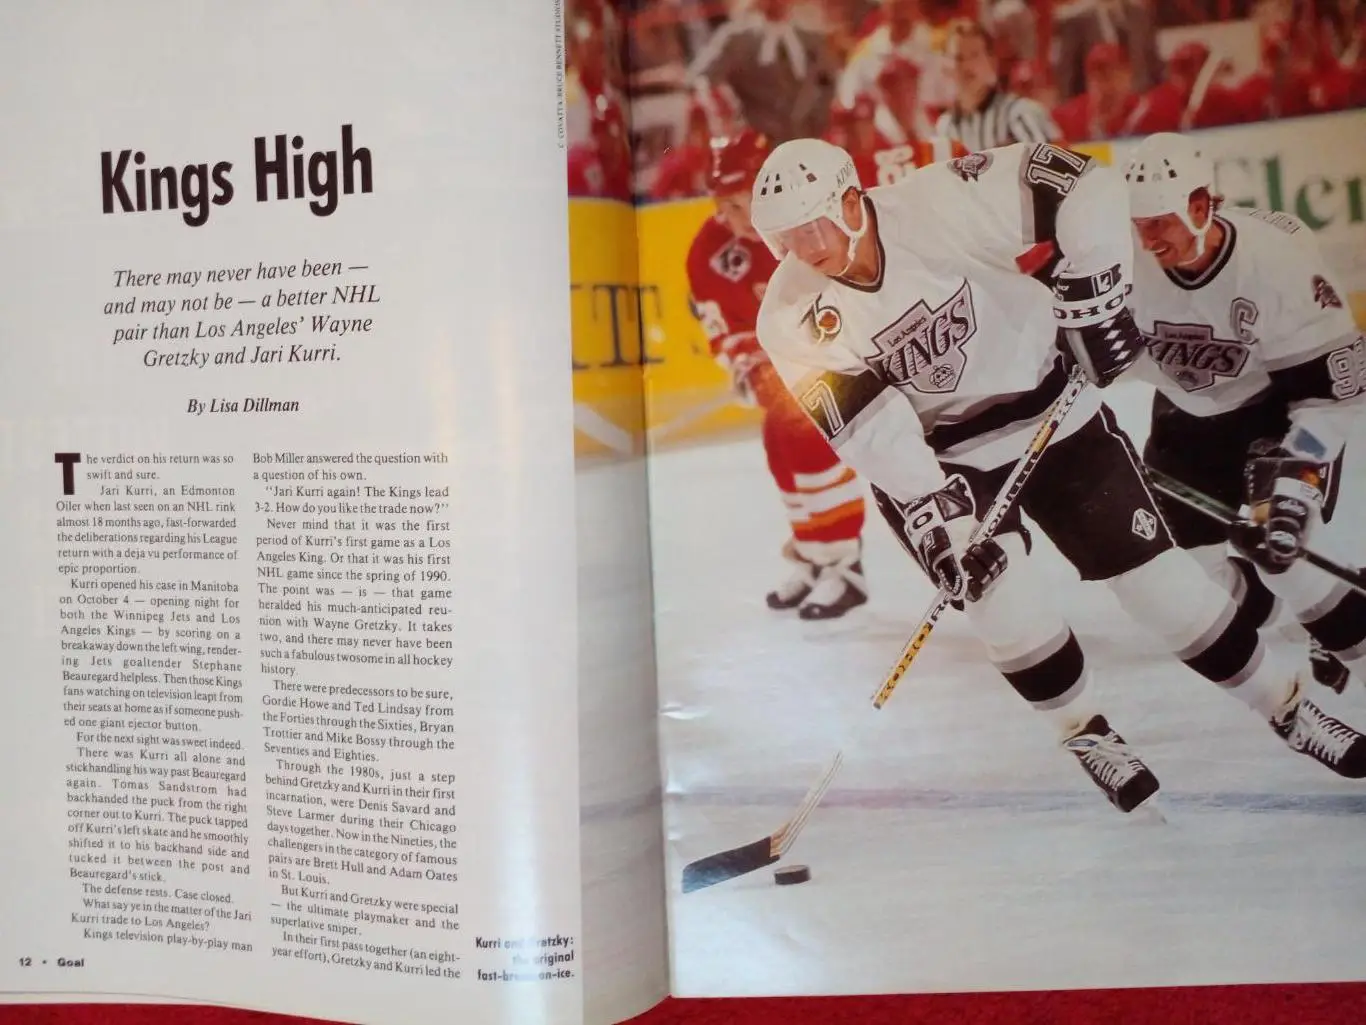 C. COVATTA/BRUCE BENNETT STUDIOS
Kings High
There may never have been —
and may not be — a better NHL
pair than Los Angeles' Wayne
Gretzky and Jari Kurri.
By Lisa Dillman
The verdict on his return was so
swift and sure.
Jari Kurri, an Edmonton
Oiler when last seen on an NHL rink
almost 18 months ago, fast-forwarded
the deliberations regarding his League
return with a deja vu performance of
epic proportion.
Kurri opened his case in Manitoba
on October 4 — opening night for
both the Winnipeg Jets and Los
Angeles Kings — by scoring on a
breakaway down the left wing, render-
ing Jets goaltender Stephane
Beauregard helpless. Then those Kings
fans watching on television leapt from
their seats at home as if someone push-
ed one giant ejector button.
For the next sight was sweet indeed.
There was Kurri all alone and
stickhandling his way past Beauregard
again. Tomas Sandstrom had
backhanded the puck from the right
corner out to Kurri. The puck tapped
off Kurri's left skate and he smoothly
shifted it to his backhand side and
tucked it between the post and
Beauregard's stick.
The defense rests. Case closed.
What say ye in the matter of the Jari
Kurri trade to Los Angeles?
Kings television play-by-play man
Bob Miller answered the question with
a question of his own.
"Jari Kurri again! The Kings lead
3-2. How do you like the trade now?"
Never mind that it was the first
period of Kurri's first game as a Los
Angeles King. Or that it was his first
NHL game since the spring of 1990.
The point was — is — that game
heralded his much-anticipated reu-
nion with Wayne Gretzky. It takes
two, and there may never have been
such a fabulous twosome in all hockey
history.
There were predecessors to be sure,
Gordie Howe and Ted Lindsay from
the Forties through the Sixties, Bryan
Trottier and Mike Bossy through the
Seventies and Eighties.
Through the 1980s, just a step
behind Gretzky and Kurri in their first
incarnation, were Denis Savard and
Steve Larmer during their Chicago
days together. Now in the Nineties, the
challengers in the category of famous
pairs are Brett Hull and Adam Oates
in St. Louis.
But Kurri and Gretzky were special
— the ultimate playmaker and the
superlative sniper.
In their first pass together (an eight-
year effort), Gretzky and Kurri led the
Kurri and Gretzky:
the original
fast-break-on-ice.
12 • Goal
KINGS
17
17
75
Los Angeles
KINGS
KOHO
KOHO
C
Los Angeles
KINGS
Glen